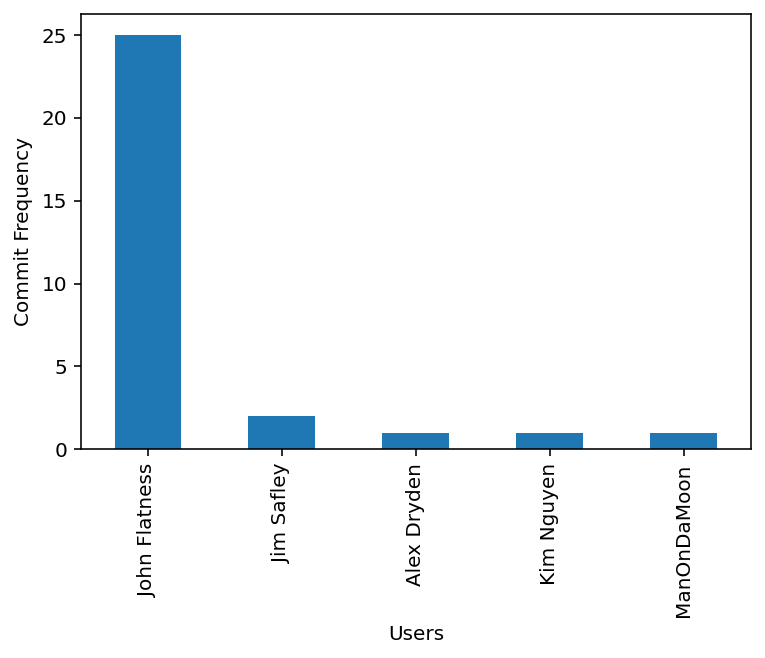 25
20
15
10
5
0
Commit Frequency
John Flatness
Jim Safley
Alex Dryden
Kim Nguyen
ManOnDaMoon
Users